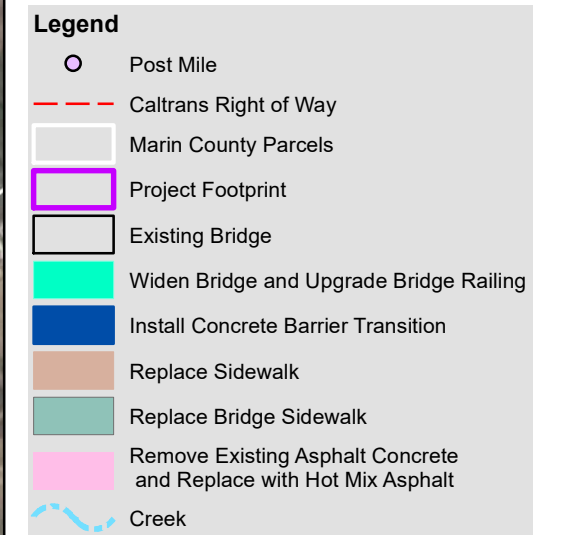 Legend
Post Mile
Caltrans Right of Way
Marin County Parcels
Project Footprint
Existing Bridge
Widen Bridge and Upgrade Bridge Railing
Install Concrete Barrier Transition
Replace Sidewalk
Replace Bridge Sidewalk
Remove Existing Asphalt Concrete
and Replace with Hot Mix Asphalt
Creek